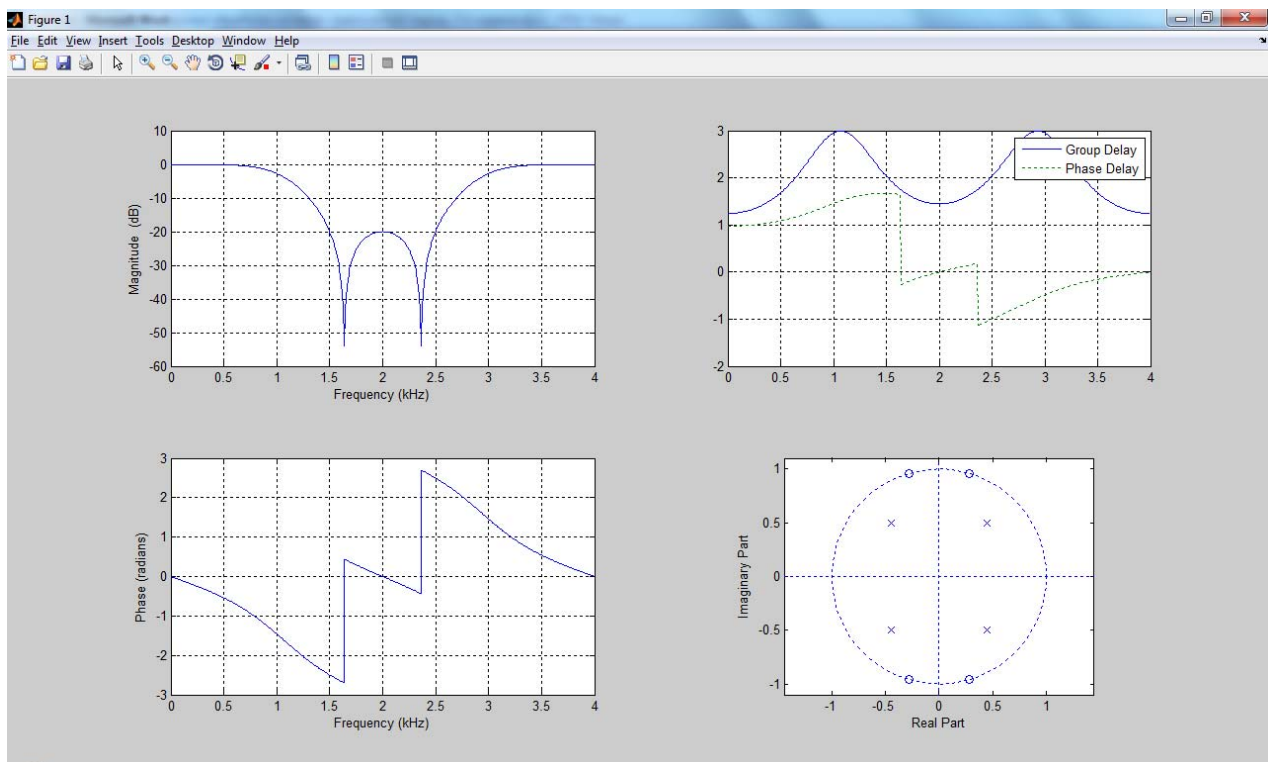 Figure 1
File Edit View Insert Tools Desktop Window Help
10
0
-10
-20
-30
-40
-50
-60
Magnitude (dB)
0 0.5 1 1.5 2 2.5 3 3.5 4
Frequency (kHz)
3
2
1
0
-1
-2
Group Delay
Phase Delay
0 0.5 1 1.5 2 2.5 3 3.5 4
3
2
1
0
-1
-2
-3
Phase (radians)
0 0.5 1 1.5 2 2.5 3 3.5 4
Frequency (kHz)
1
0.5
0
-0.5
-1
Imaginary Part
-1 -0.5 0 0.5 1
Real Part